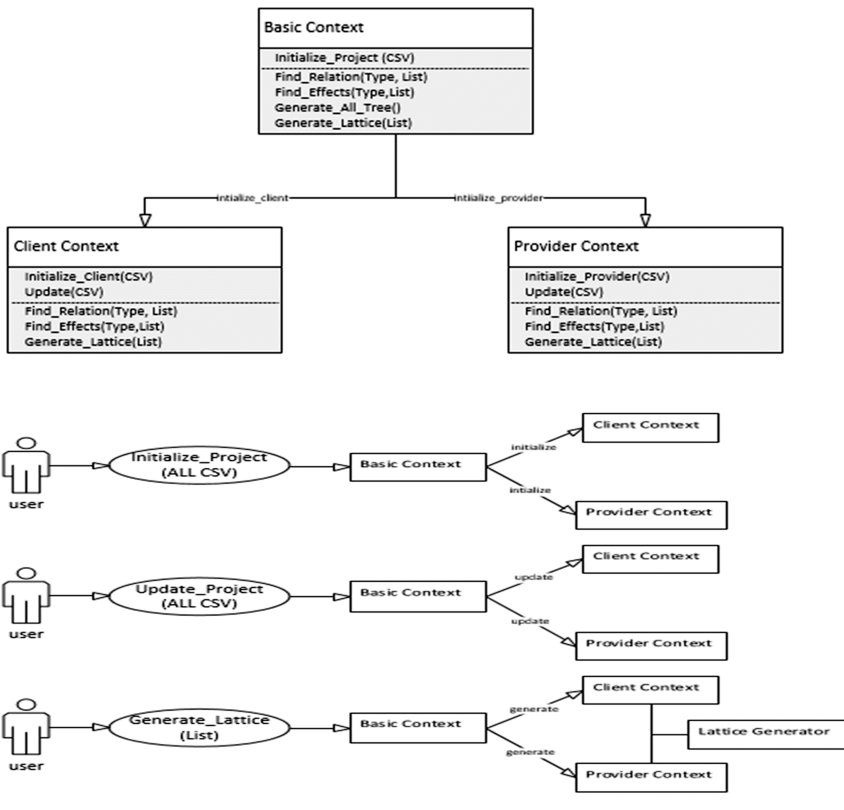 Basic Context
Initialize_Project (CSV)
Find_Relation(Type, List)
Find_Effects(Type,List)
Generate_All_Tree()
Generate_Lattice(List)
intialize_client
intiialize_provider
Client Context
Initialize_Client(CSV)
Update(CSV)
Find_Relation(Type, List)
Find_Effects(Type,List)
Generate_Lattice(List)
Provider Context
Initialize_Provider(CSV)
Update(CSV)
Find_Relation(Type, List)
Find_Effects(Type,List)
Generate_Lattice(List)
user
Initialize_Project
(ALL CSV)
Basic Context
initialize
Client Context
intialize
Provider Context
user
Update_Project
(ALL CSV)
Basic Context
update
Client Context
update
Provider Context
user
Generate_Lattice
(List)
Basic Context
generate
Client Context
generate
Provider Context
Lattice Generator